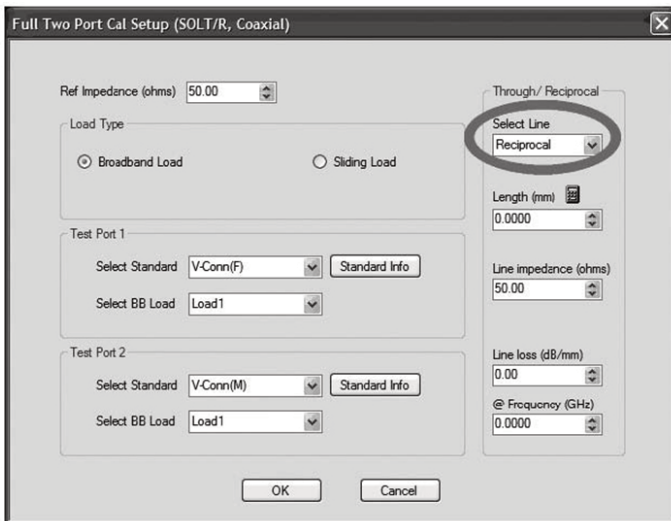 Full Two Port Cal Setup (SOLT/R, Coaxial)
Ref Impedance (ohms) 50.00
Load Type
Broadband Load Sliding Load
Test Port 1
Select Standard V-Conn(F) Standard Info
Select BB Load Load1
Test Port 2
Select Standard V-Conn(M) Standard Info
Select BB Load Load1
Through/ Reciprocal
Select Line
Reciprocal
Length (mm)
0.0000
Line impedance (ohms)
50.00
Line loss (dB/mm)
0.00
@ Frequency (GHz)
0.0000
OK Cancel